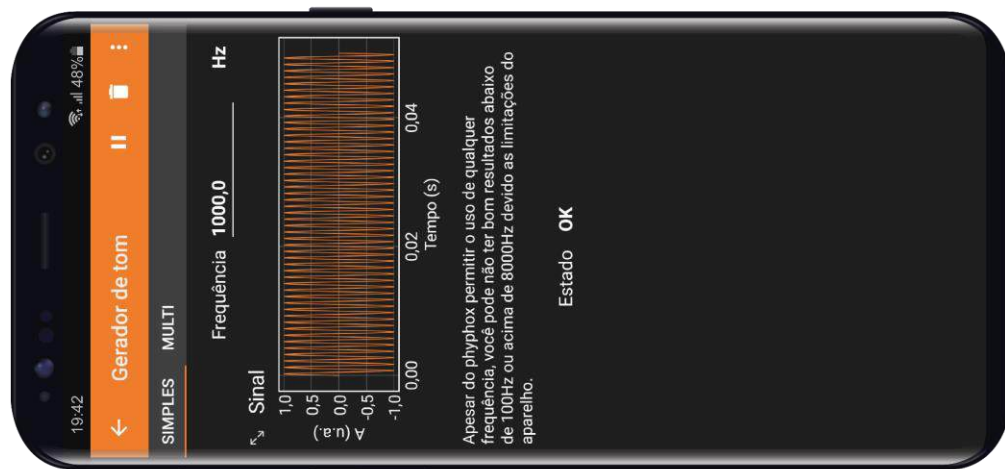 19:42 48%
Gerador de tom
SIMPLES MULTI
Frequência 1000,0 Hz
Sinal
A (u.a.)
1,0
0,5
0,0
-0,5
-1,0
0,00 0,02 0,04
Tempo (s)
Apesar do phyphox permitir o uso de qualquer
frequência, você pode não ter bom resultados abaixo
de 100Hz ou acima de 8000Hz devido as limitações do
aparelho.
Estado OK